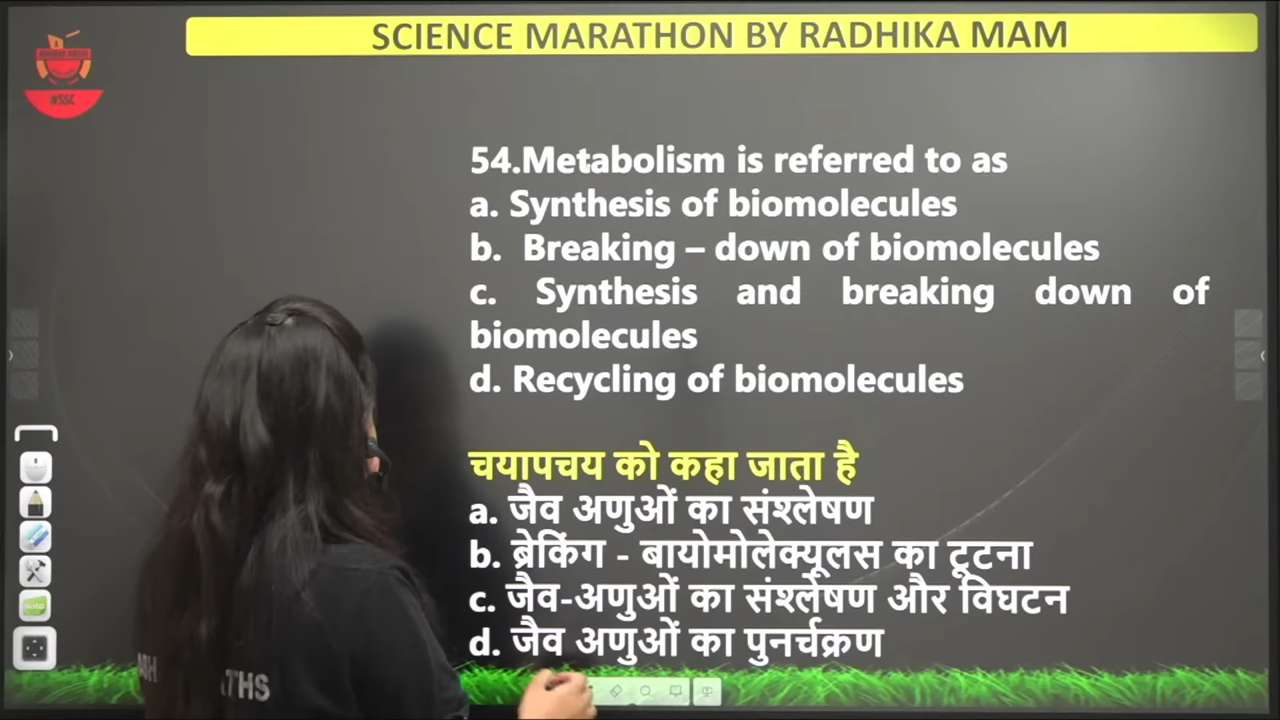 SCIENCE MARATHON BY RADHIKA MAM
#SSC
54.Metabolism is referred to as
a. Synthesis of biomolecules
b. Breaking – down of biomolecules
c. Synthesis and breaking down of
biomolecules
d. Recycling of biomolecules
चयापचय को कहा जाता है
a. जैव अणुओं का संश्लेषण
b. ब्रेकिंग - बायोमोलेक्यूलस का टूटना
c. जैव-अणुओं का संश्लेषण और विघटन
d. जैव अणुओं का पुनर्चक्रण